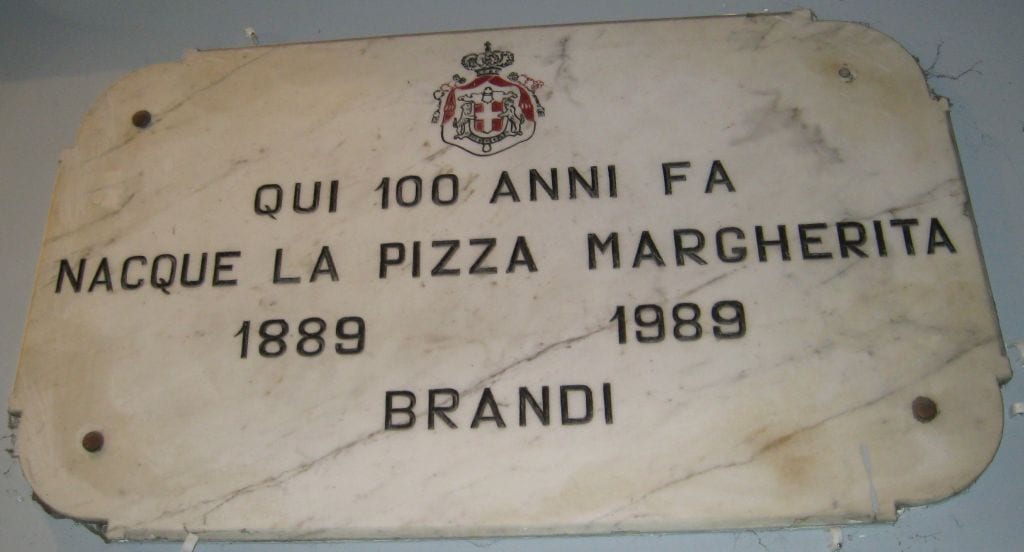 QUI 100 ANNI FA
NACQUE LA PIZZA MARGHERITA
1889 1989
BRANDI